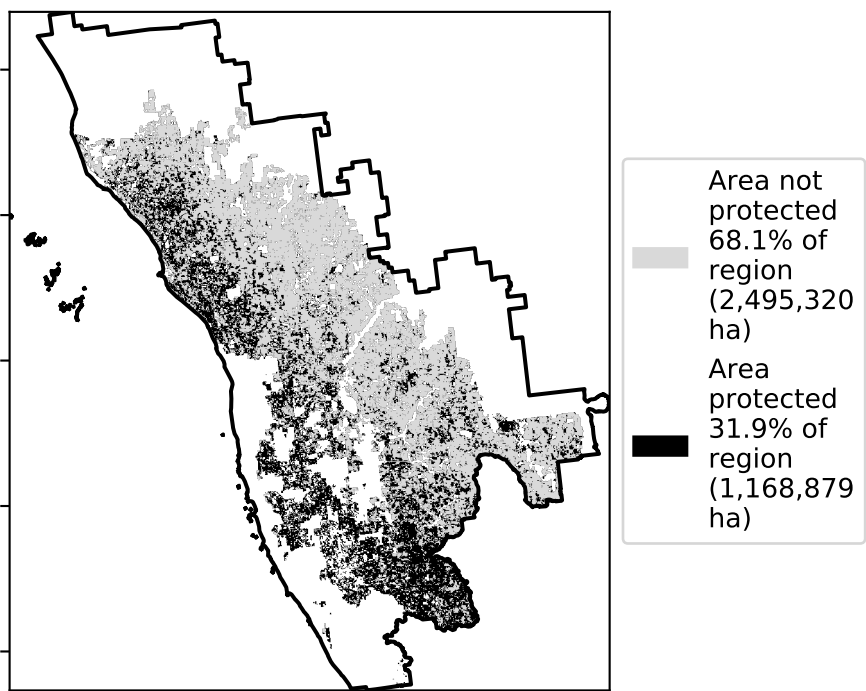 Area not
protected
68.1% of
region
(2,495,320
ha)
Area
protected
31.9% of
region
(1,168,879
ha)